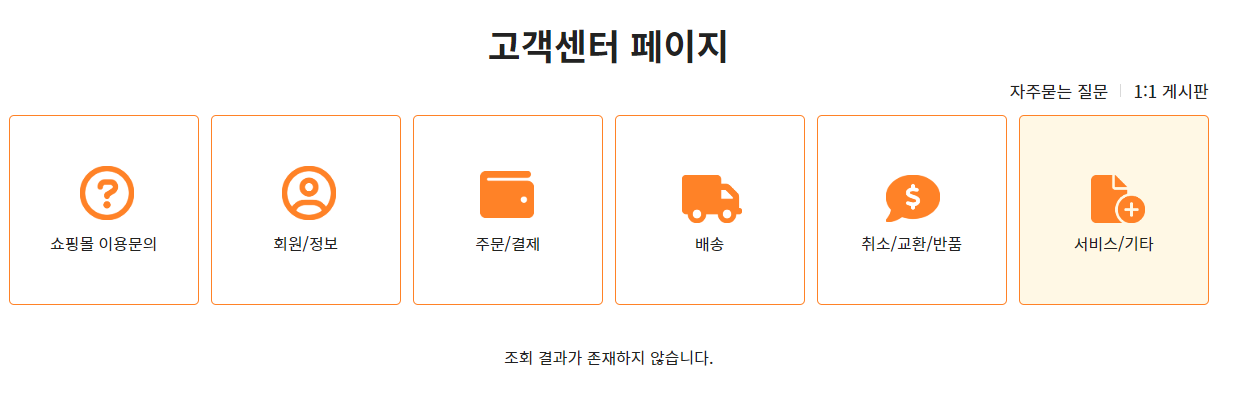 고객센터 페이지
자주묻는 질문 | 1:1 게시판
쇼핑몰 이용문의
회원/정보
주문/결제
배송
취소/교환/반품
서비스/기타
조회 결과가 존재하지 않습니다.